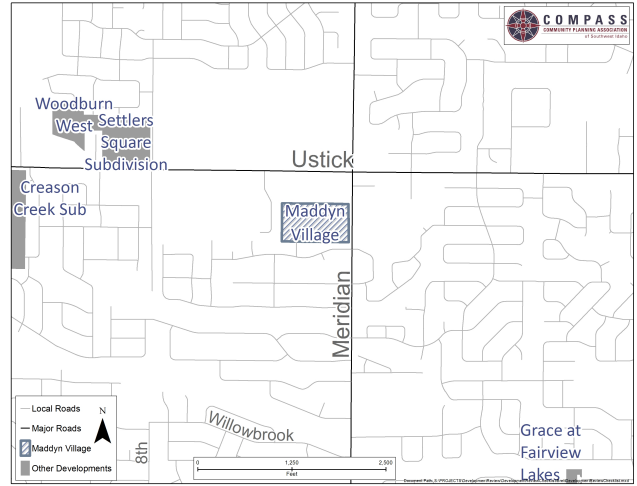 COMPASS
COMMUNITY PLANNING ASSOCIATION
of Southwest Idaho
Woodburn
West
Settlers
Square
Subdivision
Ustick
Creason
Creek Sub
Maddyn
Village
Meridian
Willowbrook
8th
Grace at
Fairview
Lakes
Local Roads
N
Major Roads
Maddyn Village
Other Developments
0 1,250 2,500
Feet